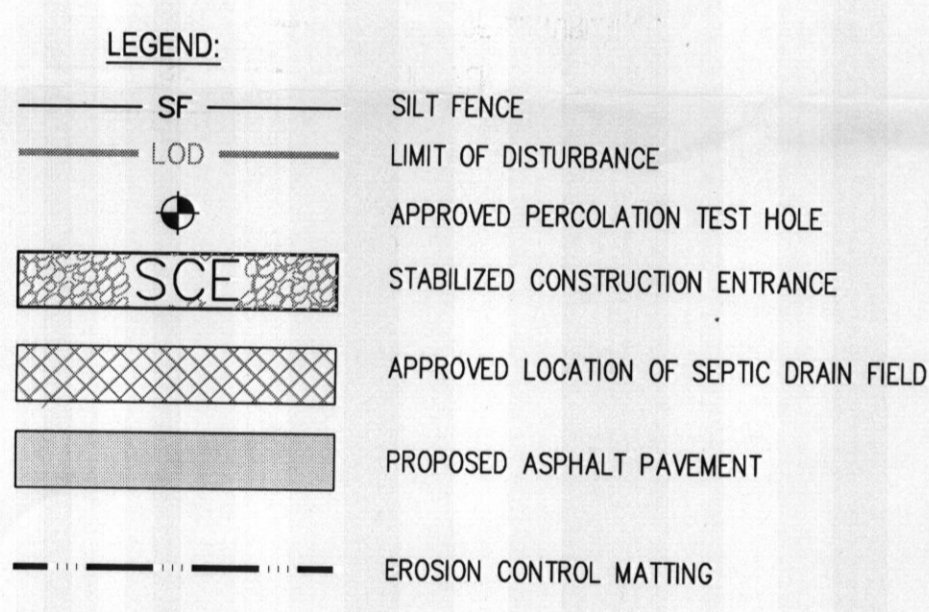 LEGEND:
SF SILT FENCE
LOD LIMIT OF DISTURBANCE
APPROVED PERCOLATION TEST HOLE
SCE STABILIZED CONSTRUCTION ENTRANCE
APPROVED LOCATION OF SEPTIC DRAIN FIELD
PROPOSED ASPHALT PAVEMENT
EROSION CONTROL MATTING